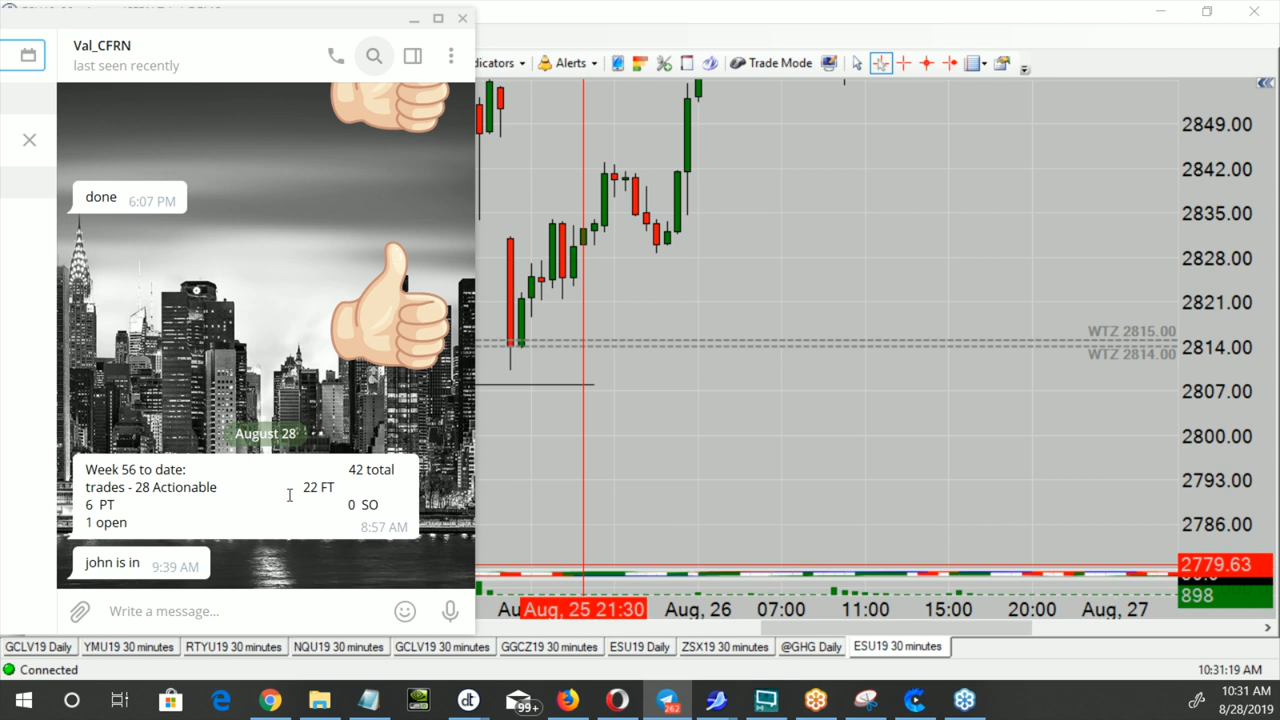 Val_CFRN
last seen recently
done 6:07 PM
August 28
Week 56 to date: 42 total
trades - 28 Actionable 22 FT
6 PT 0 SO
1 open
8:57 AM
john is in 9:39 AM
Write a message...
Alerts
Trade Mode
2849.00
2842.00
2835.00
2828.00
2821.00
WTZ 2815.00
2814.00
WTZ 2814.00
2807.00
2800.00
2793.00
2786.00
2779.63
898
Aug, 25 21:30 Aug, 26 07:00 11:00 15:00 20:00 Aug, 27
GCLV19 Daily YMU19 30 minutes RTYU19 30 minutes NQU19 30 minutes GCLV19 30 minutes GGCZ19 30 minutes ESU19 Daily ZSX19 30 minutes @GHG Daily ESU19 30 minutes
Connected 10:31:19 AM
99+
262
dt
10:31 AM
8/28/2019